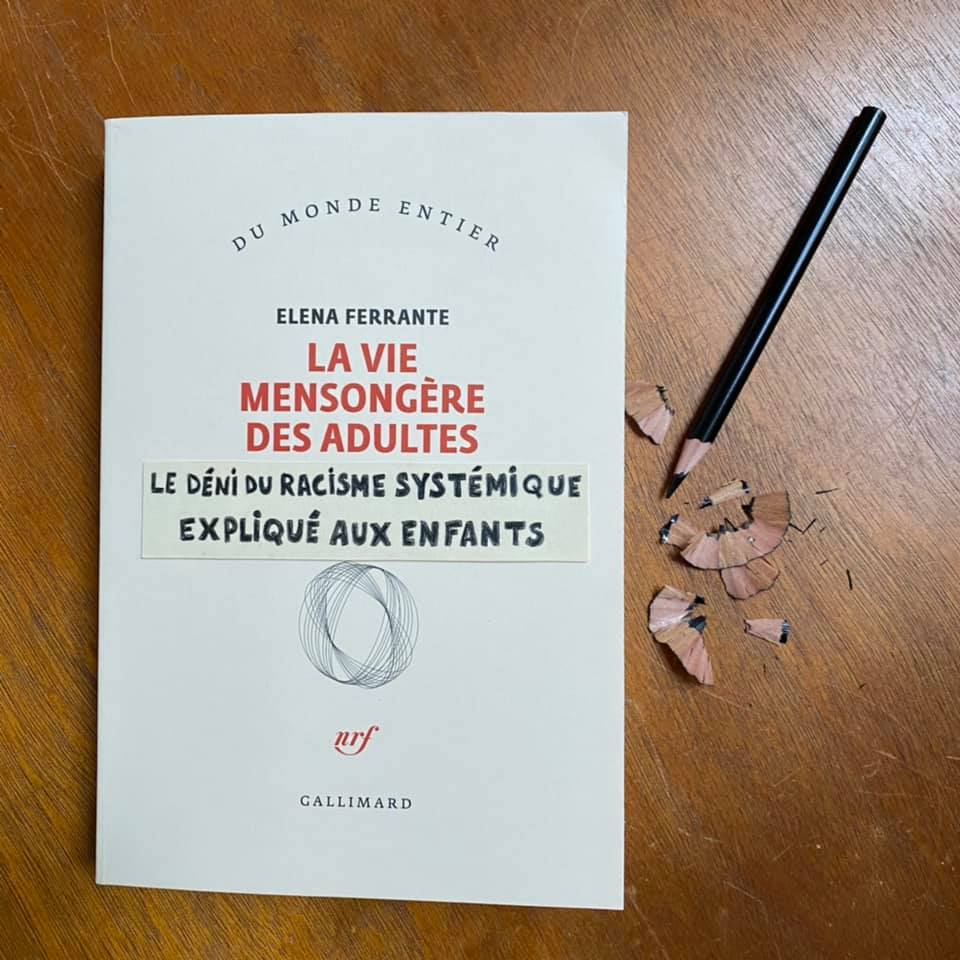 DU MONDE ENTIER
ELENA FERRANTE
LA VIE
MENSONGÈRE
DES ADULTES
LE DÉNI DU RACISME SYSTÉMIQUE
EXPLIQUÉ AUX ENFANTS
nrf
GALLIMARD